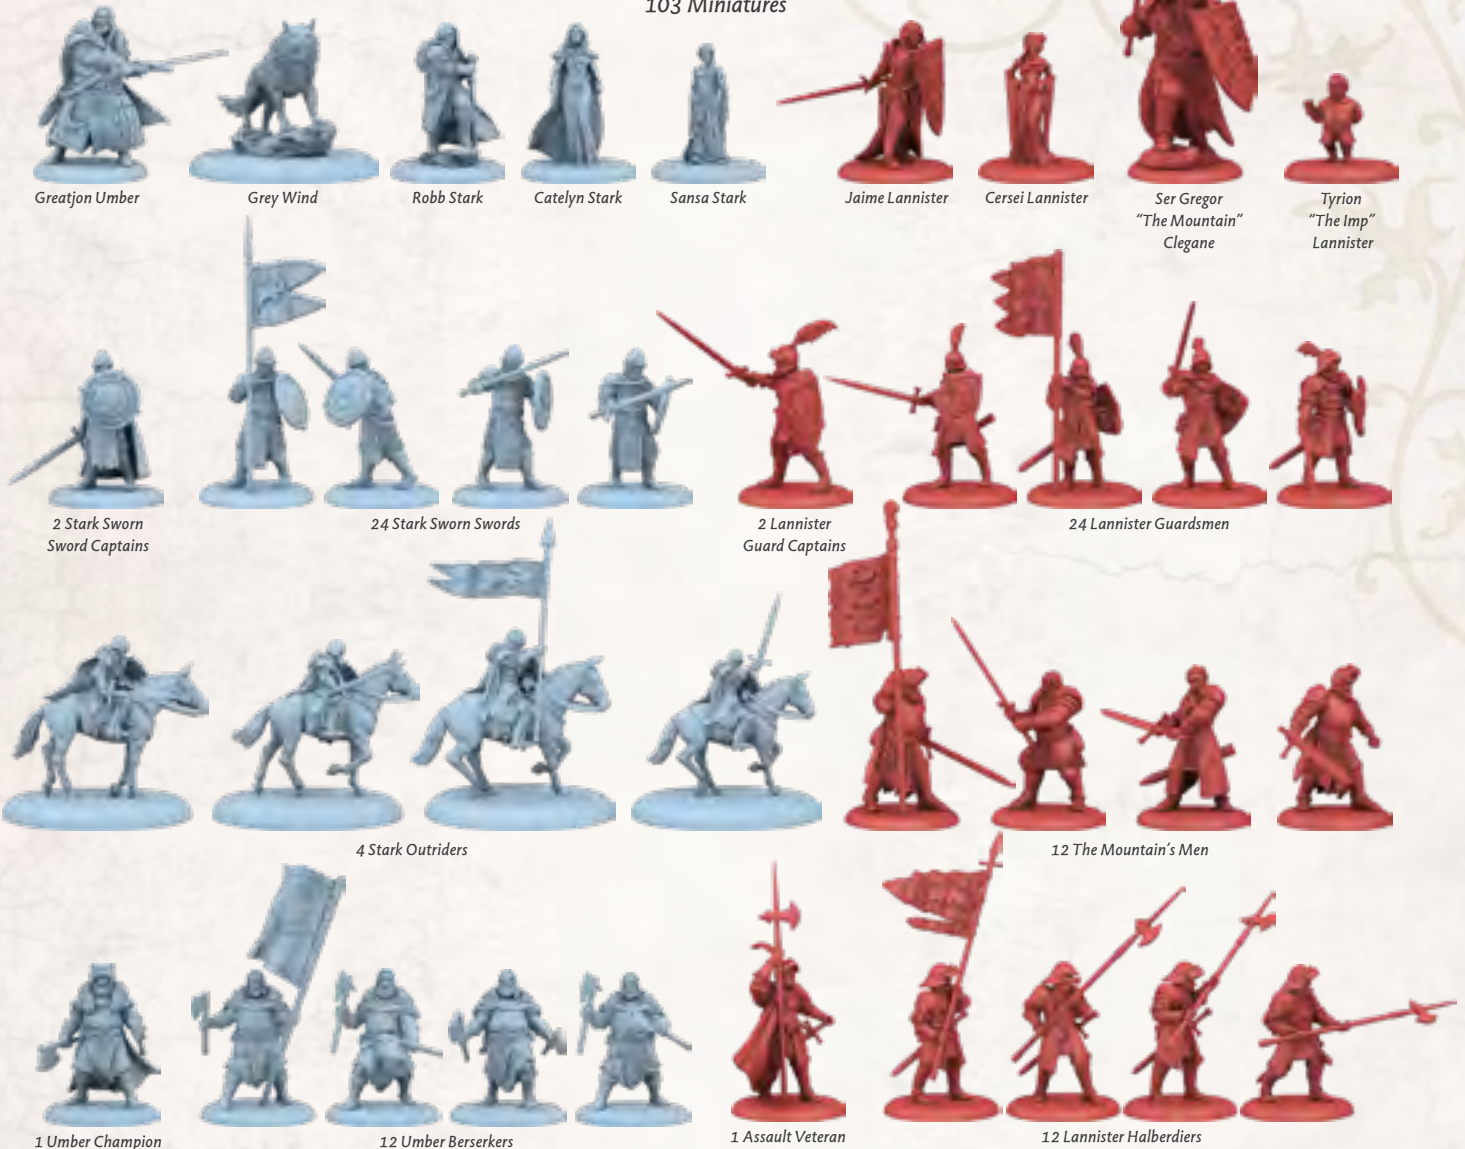 103 Miniatures
Greatjon Umber
Grey Wind
Robb Stark
Catelyn Stark
Sansa Stark
Jaime Lannister
Cersei Lannister
Ser Gregor
“The Mountain”
Clegane
Tyrion
“The Imp”
Lannister
2 Stark Sworn
Sword Captains
24 Stark Sworn Swords
2 Lannister
Guard Captains
24 Lannister Guardsmen
4 Stark Outriders
12 The Mountain’s Men
1 Umber Champion
12 Umber Berserkers
1 Assault Veteran
12 Lannister Halberdiers